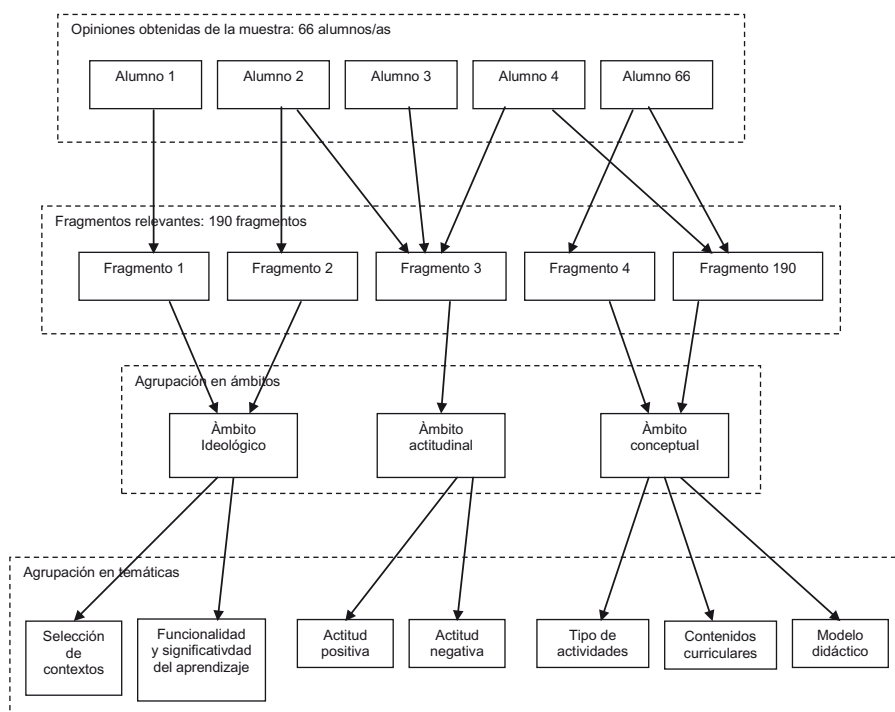 Opiniones obtenidas de la muestra: 66 alumnos/as
Alumno 1
Alumno 2
Alumno 3
Alumno 4
Alumno 66
Fragmentos relevantes: 190 fragmentos
Fragmento 1
Fragmento 2
Fragmento 3
Fragmento 4
Fragmento 190
Agrupación en ámbitos
Àmbito
Ideológico
Àmbito
actitudinal
Àmbito
conceptual
Agrupación en temáticas
Selección
de
contextos
Funcionalidad
y significativdad
del aprendizaje
Actitud
positiva
Actitud
negativa
Tipo de
actividades
Contenidos
curriculares
Modelo
didáctico